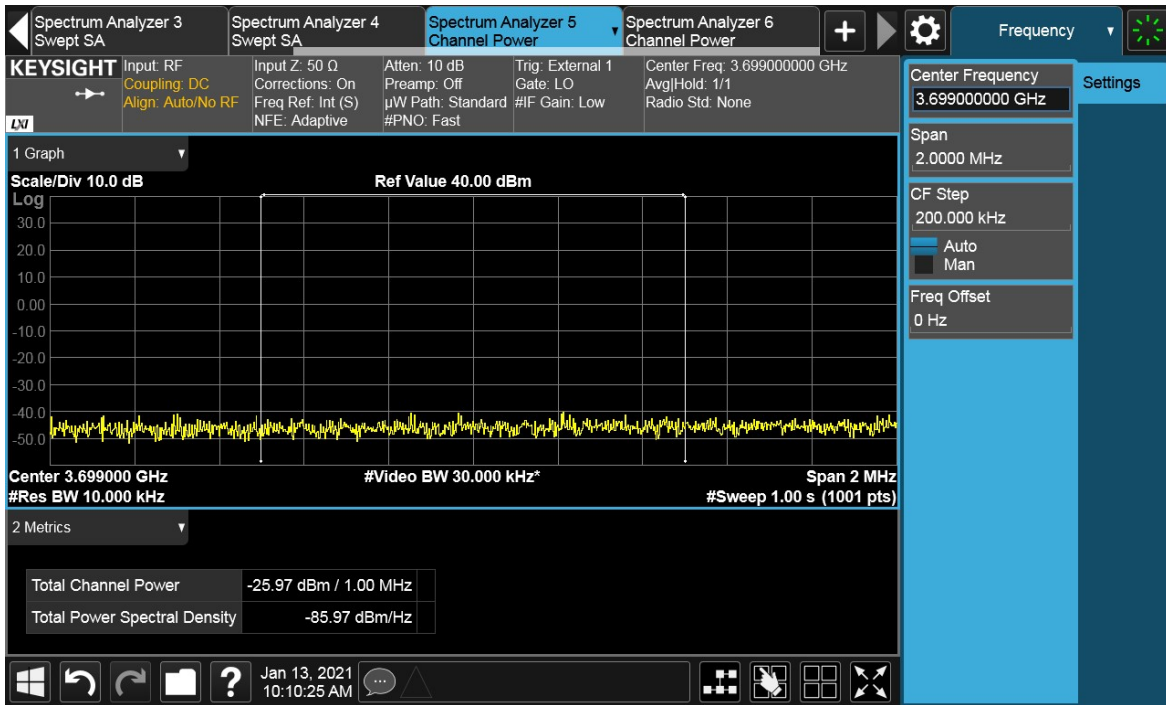 Spectrum Analyzer 3
Swept SA
Spectrum Analyzer 4
Swept SA
Spectrum Analyzer 5
Channel Power
Spectrum Analyzer 6
Channel Power
+
Frequency
KEYSIGHT
LXI
Input: RF
Coupling: DC
Align: Auto/No RF
Input Z: 50 Ω
Corrections: On
Freq Ref: Int (S)
NFE: Adaptive
Atten: 10 dB
Preamp: Off
µW Path: Standard
#PNO: Fast
Trig: External 1
Gate: LO
#IF Gain: Low
Center Freq: 3.699000000 GHz
Avg|Hold: 1/1
Radio Std: None
Center Frequency
3.699000000 GHz
Settings
Span
2.0000 MHz
CF Step
200.000 kHz
Auto
Man
Freq Offset
0 Hz
1 Graph
Scale/Div 10.0 dB
Ref Value 40.00 dBm
Log
30.0
20.0
10.0
0.00
-10.0
-20.0
-30.0
-40.0
-50.0
Center 3.699000 GHz
#Video BW 30.000 kHz*
Span 2 MHz
#Res BW 10.000 kHz
#Sweep 1.00 s (1001 pts)
2 Metrics
Total Channel Power -25.97 dBm / 1.00 MHz
Total Power Spectral Density -85.97 dBm/Hz
?
Jan 13, 2021
10:10:25 AM